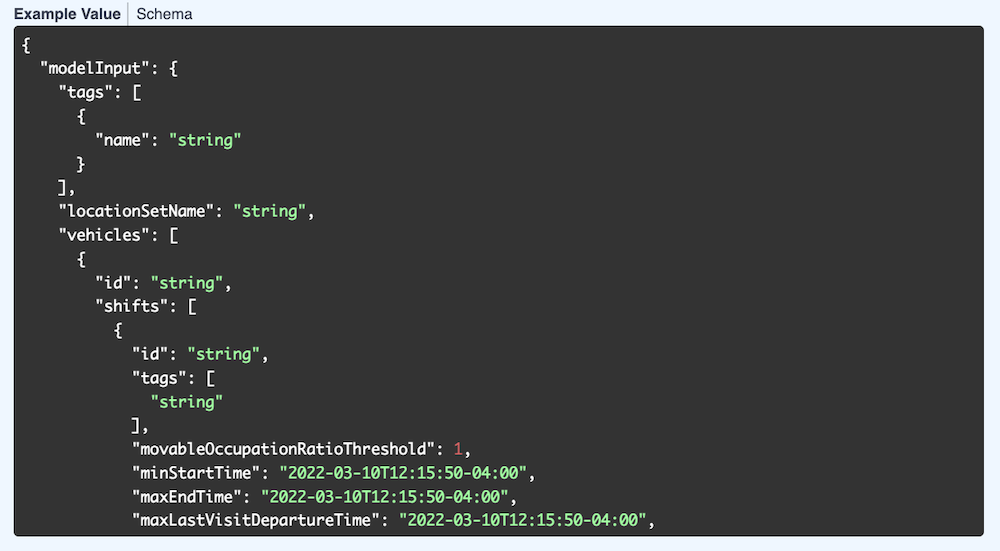 Example Value Schema
{
  "modelInput": {
    "tags": [
      {
        "name": "string"
      }
    ],
    "locationSetName": "string",
    "vehicles": [
      {
        "id": "string",
        "shifts": [
          {
            "id": "string",
            "tags": [
              "string"
            ],
            "movableOccupationRatioThreshold": 1,
            "minStartTime": "2022-03-10T12:15:50-04:00",
            "maxEndTime": "2022-03-10T12:15:50-04:00",
            "maxLastVisitDepartureTime": "2022-03-10T12:15:50-04:00",